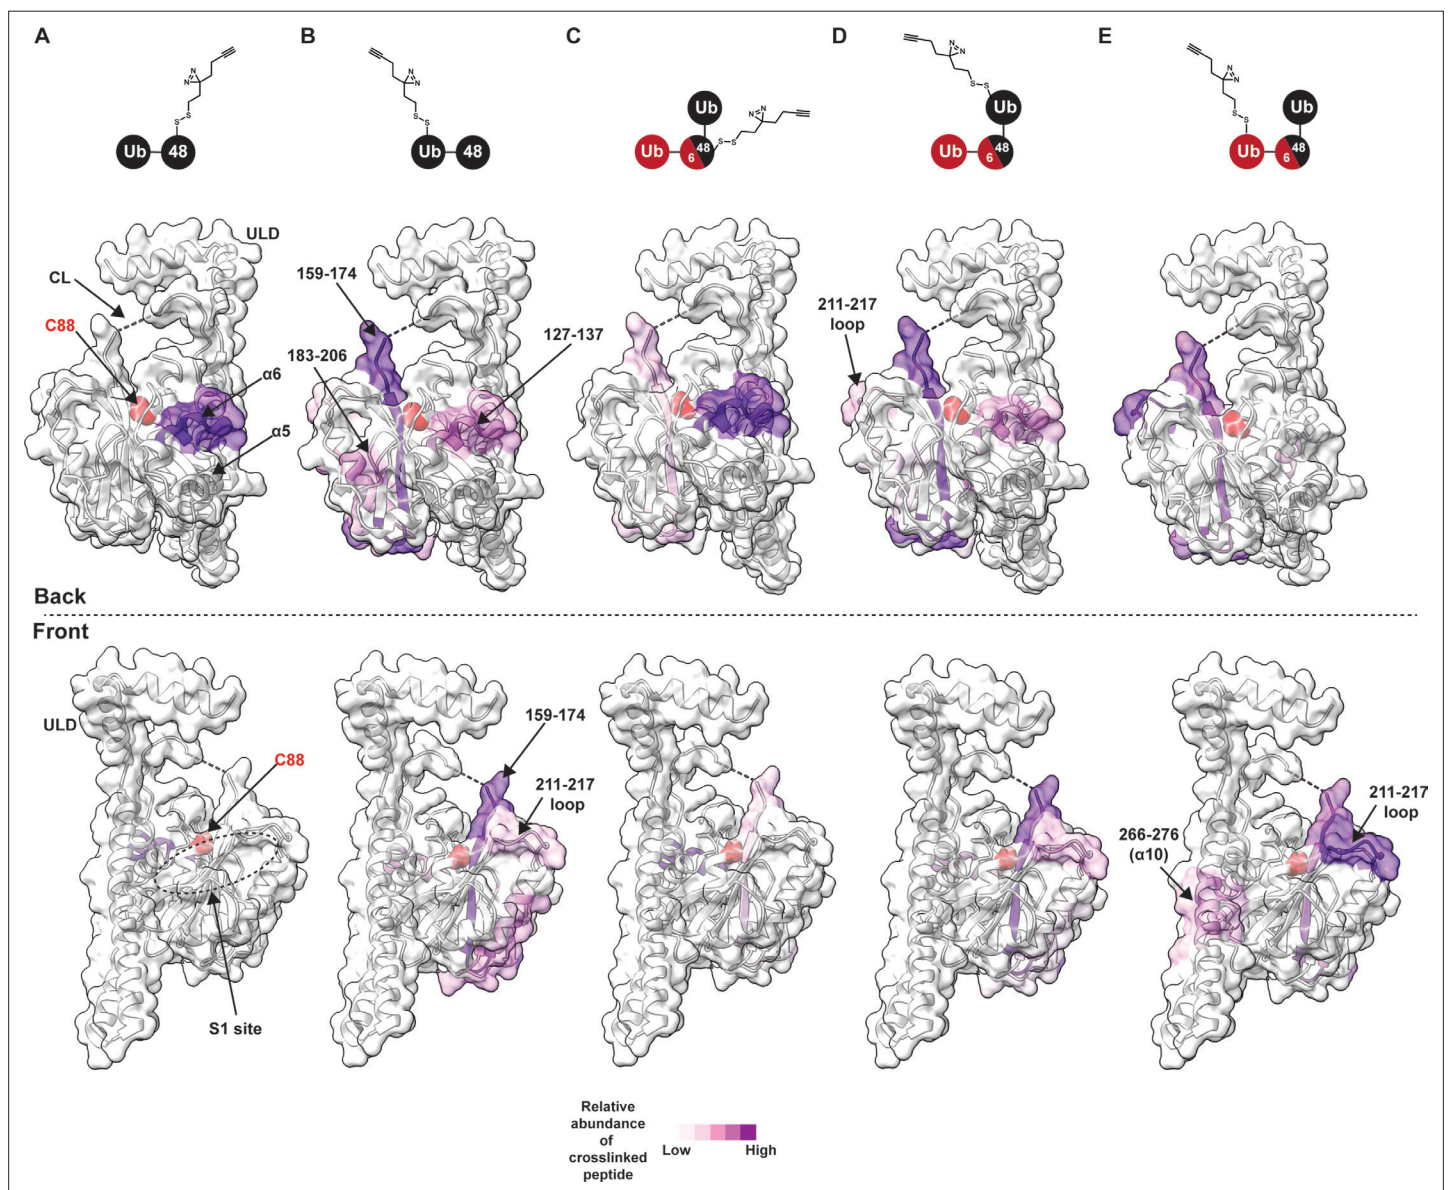 A
B
C
D
E
N
N
S
S
Ub
48
N
N
S
S
Ub
48
Ub
N
N
S
S
Ub
6
48
N
N
S
S
Ub
Ub
6
48
N
N
S
S
Ub
Ub
6
48
ULD
CL
C88
α6
α5
159-174
183-206
127-137
211-217
loop
Back
Front
ULD
C88
S1 site
159-174
211-217
loop
266-276
(α10)
211-217
loop
Relative
abundance
of
crosslinked
peptide
Low
High